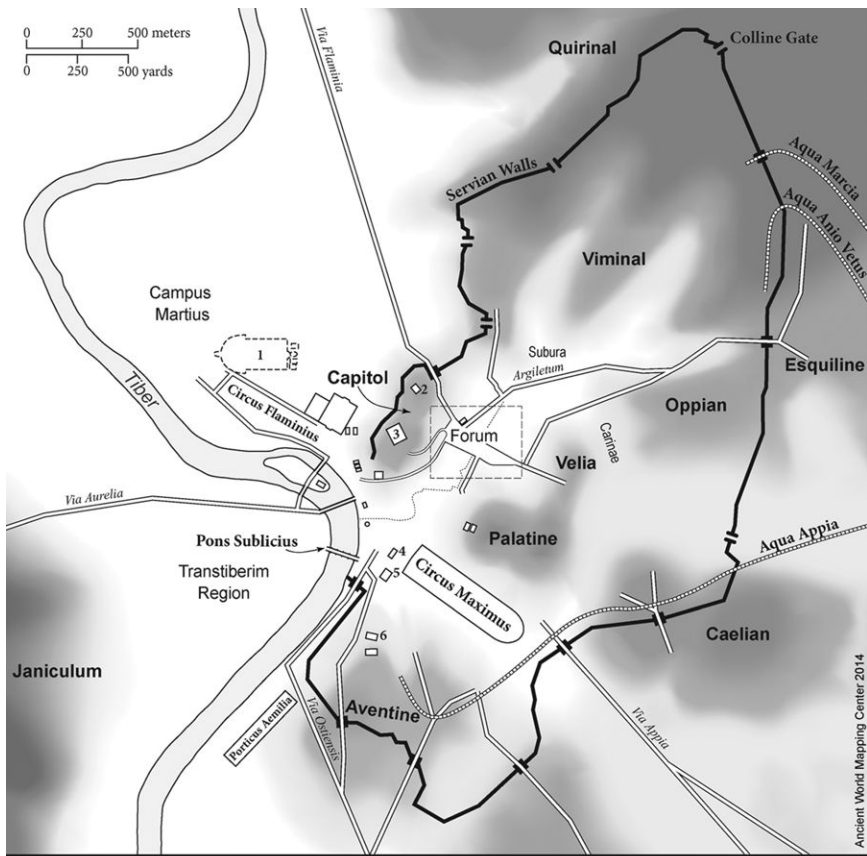 0 250 500 meters
0 250 500 yards
Via Flaminia
Quirinal
Colline Gate
Servian Walls
Aqua Marcia
Aqua Anio Vetus
Viminal
Campus
Martius
Tiber
1
Circus Flaminius
Capitol
2
3
Subura
Argiletum
Esquiline
Oppian
Forum
Carinae
Velia
Via Aurelia
Palatine
Aqua Appia
Pons Sublicius
4
5
Circus Maximus
Transtiberim
Region
6
Caelian
Janiculum
Porticus Aemilia
Via Ostiensis
Aventine
Via Appia
Ancient World Mapping Center 2014